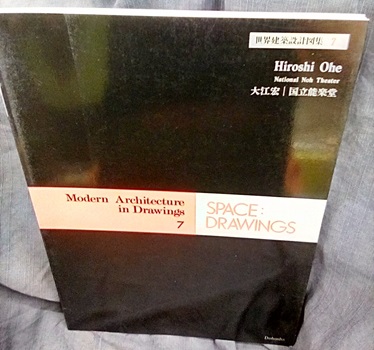 世界建築設計図集 7
Hiroshi Ohe
National Noh Theater
大江宏｜国立能楽堂
Modern Architecture
in Drawings
7
SPACE:
DRAWINGS
Dohosha